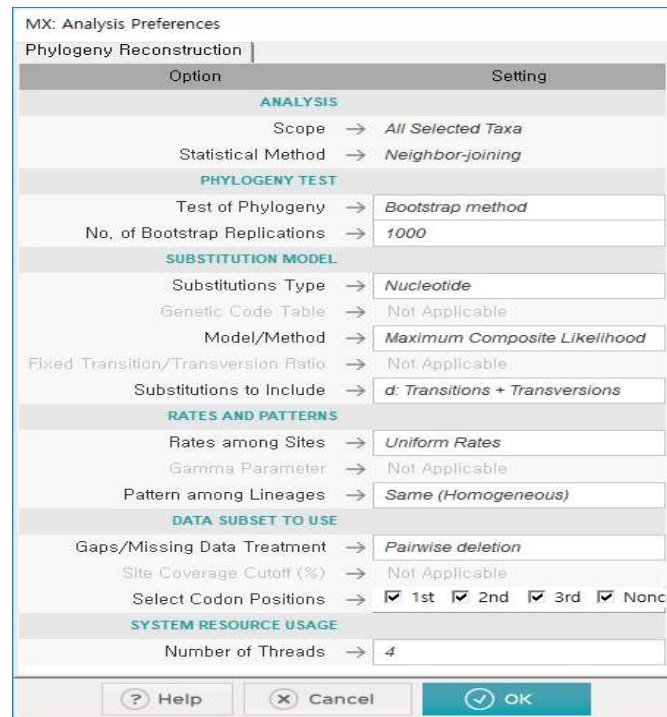 MX: Analysis Preferences
Phylogeny Reconstruction
Option Setting
ANALYSIS
Scope → All Selected Taxa
Statistical Method → Neighbor-joining
PHYLOGENY TEST
Test of Phylogeny → Bootstrap method
No. of Bootstrap Replications → 1000
SUBSTITUTION MODEL
Substitutions Type → Nucleotide
Genetic Code Table → Not Applicable
Model/Method → Maximum Composite Likelihood
Fixed Transition/Transversion Ratio → Not Applicable
Substitutions to Include → d: Transitions + Transversions
RATES AND PATTERNS
Rates among Sites → Uniform Rates
Gamma Parameter → Not Applicable
Pattern among Lineages → Same (Homogeneous)
DATA SUBSET TO USE
Gaps/Missing Data Treatment → Pairwise deletion
Site Coverage Cutoff (%) → Not Applicable
Select Codon Positions → 1st 2nd 3rd Nonc
SYSTEM RESOURCE USAGE
Number of Threads → 4
? Help X Cancel OK